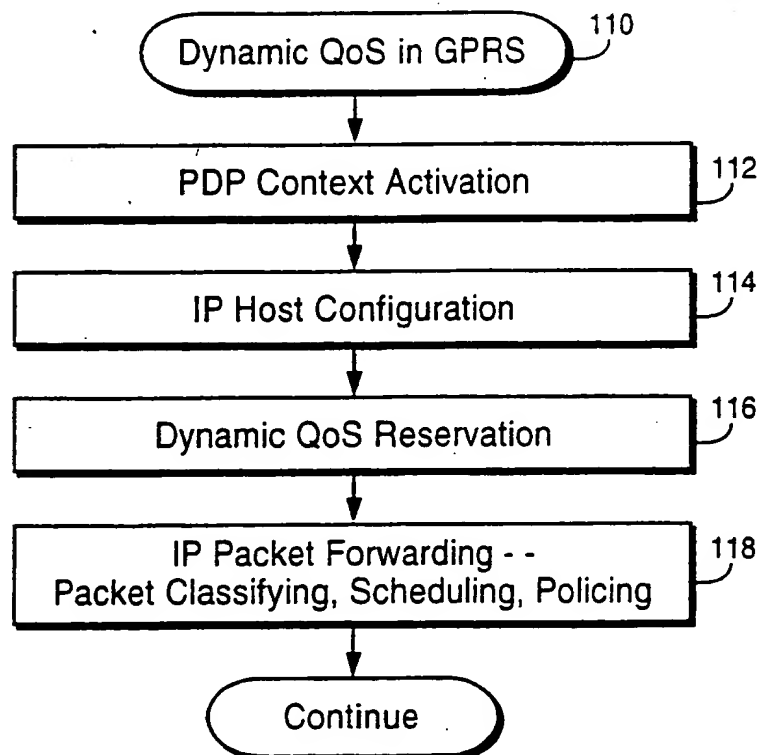 Dynamic QoS in GPRS
110
PDP Context Activation
112
IP Host Configuration
114
Dynamic QoS Reservation
116
IP Packet Forwarding - -
Packet Classifying, Scheduling, Policing
118
Continue